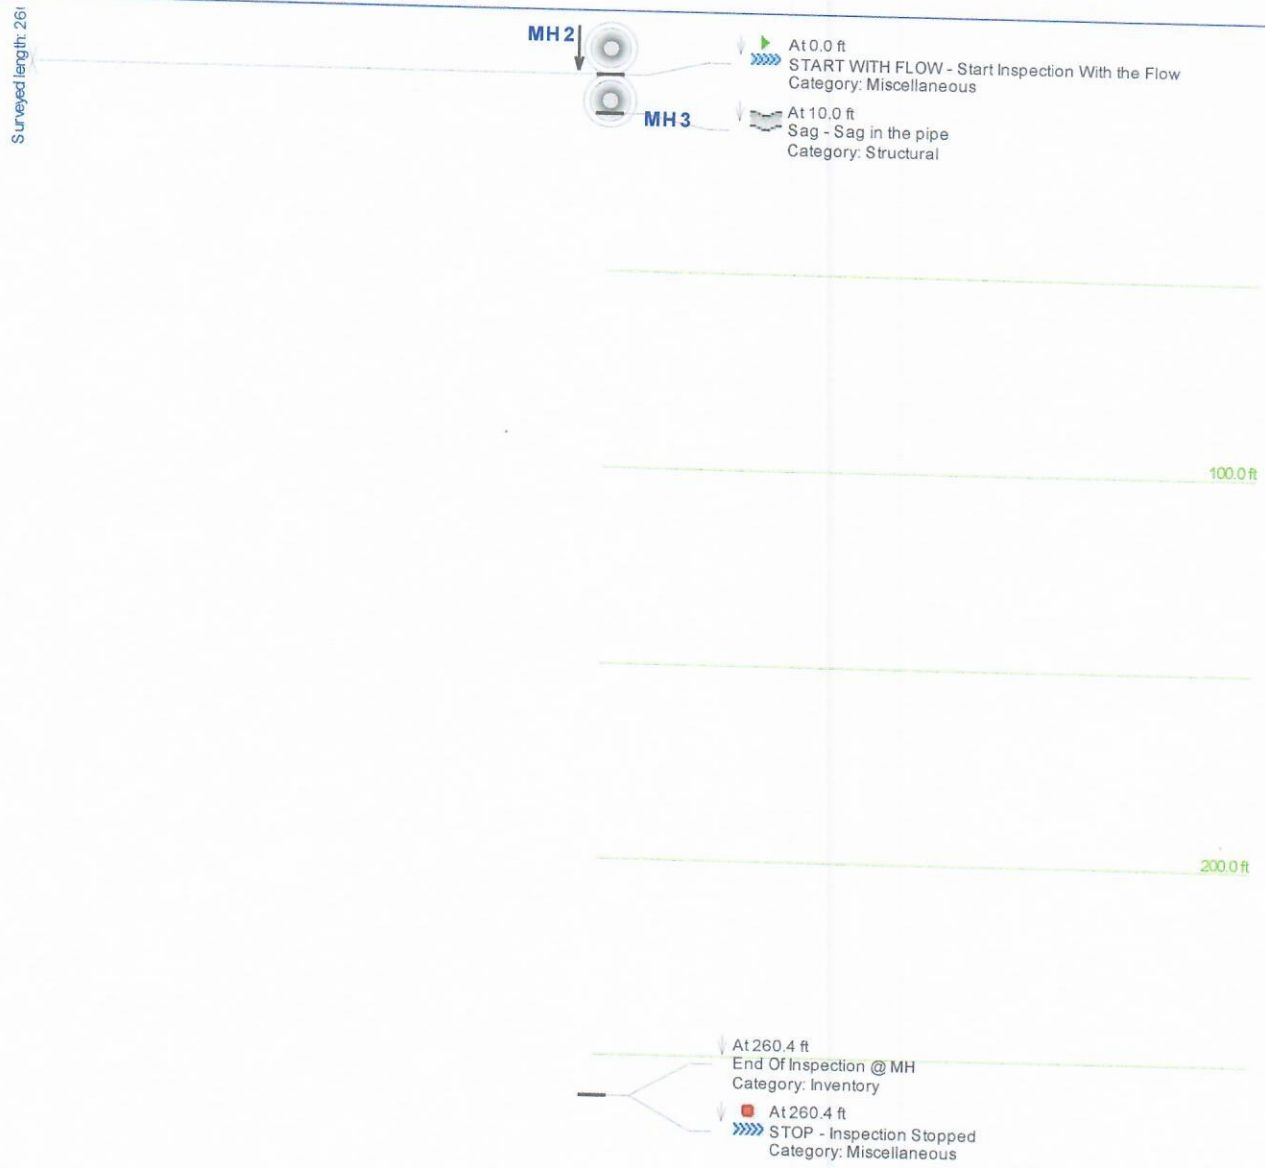 Surveyed length:
MH 2
At 0.0 ft
START WITH FLOW - Start Inspection With the Flow
Category: Miscellaneous
MH 3
At 10.0 ft
Sag - Sag in the pipe
Category: Structural
100.0 ft
200.0 ft
At 260.4 ft
End Of Inspection @ MH
Category: Inventory
At 260.4 ft
STOP - Inspection Stopped
Category: Miscellaneous